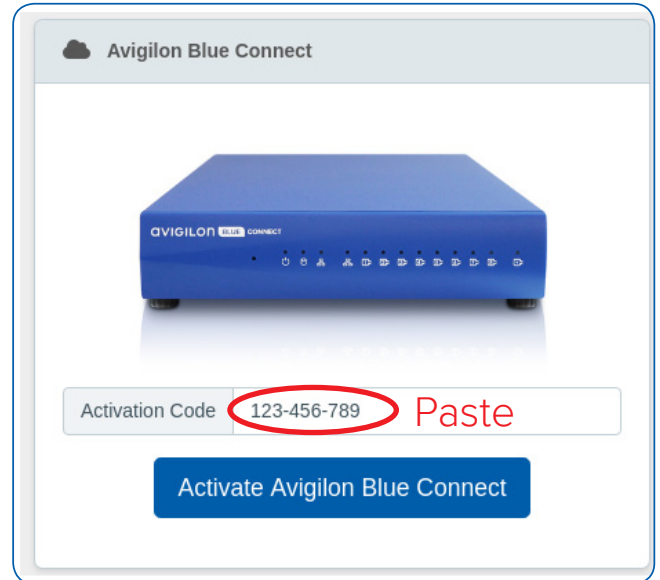 Avigilon Blue Connect
avigilon BLUE CONNECT
Activation Code 123-456-789 Paste
Activate Avigilon Blue Connect